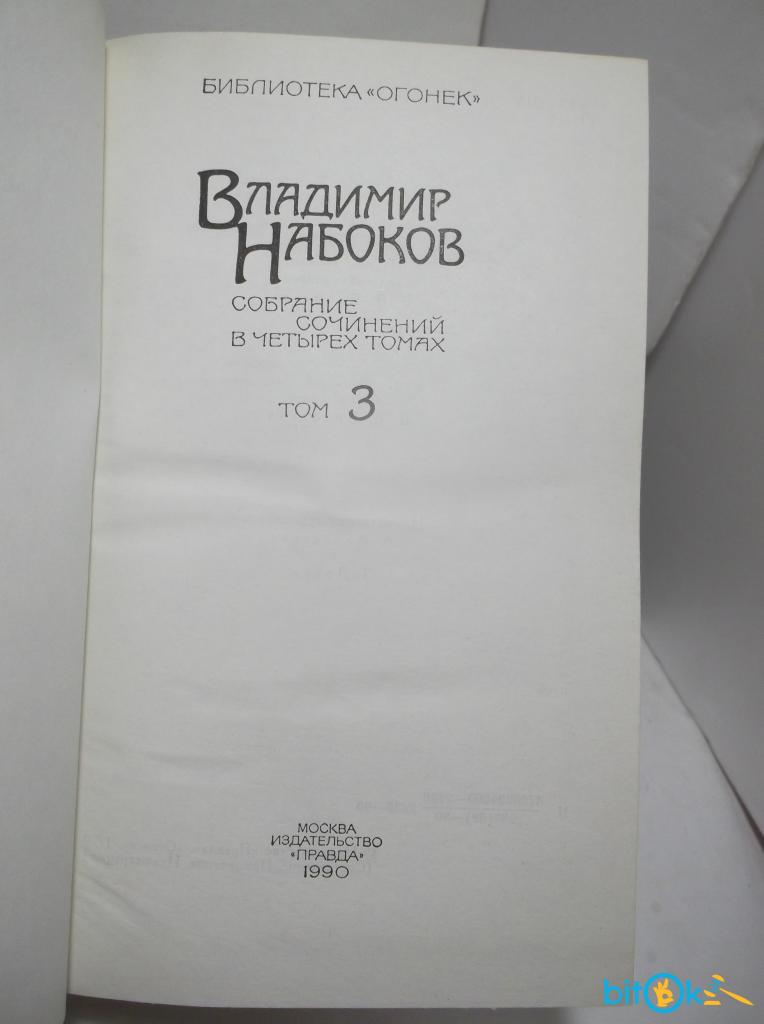 БИБЛИОТЕКА «ОГОНЕК»
ВЛАДИМИР
НАБОКОВ
СОБРАНИЕ
СОЧИНЕНИЙ
В ЧЕТЫРЕХ ТОМАХ
ТОМ 3
МОСКВА
ИЗДАТЕЛЬСТВО
«ПРАВДА»
1990
bitOk